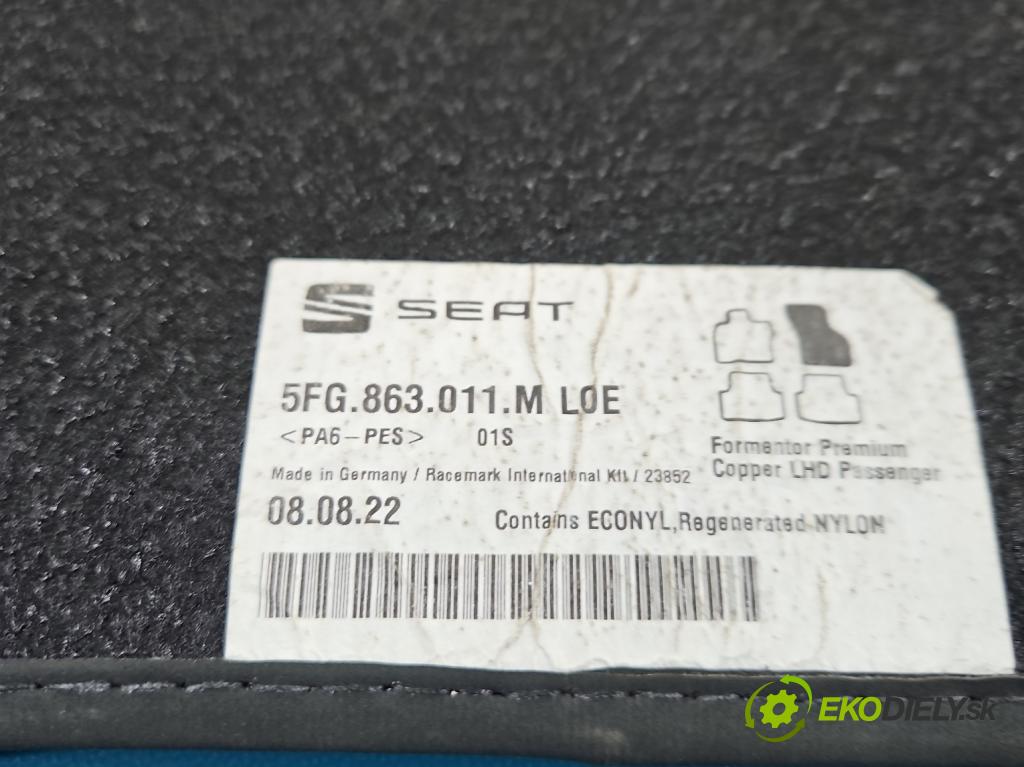 SEAT
5FG.863.011.M L0E
<PA6-PES> 01S
Formentor Premium
Copper LHD Passenger
Made in Germany / Racemark International Kft / 23852
08.08.22
Contains ECONYL,Regenerated NYLON
EKODIELY.SK